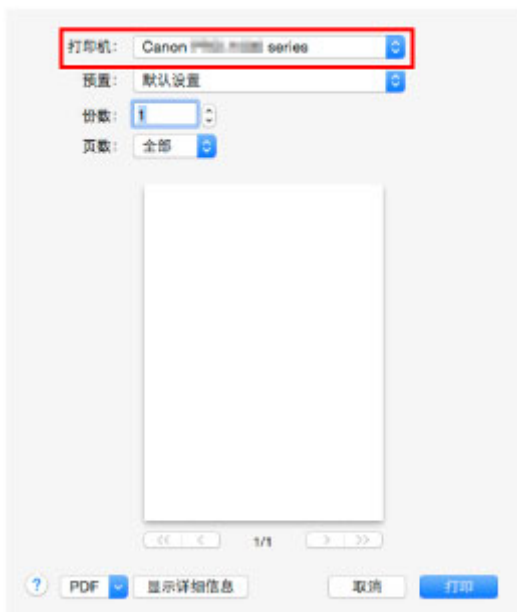 打印机: Canon series
预置: 默认设置
份数: 1
页数: 全部
<< < 1/1 > >>
? PDF 显示详细信息 取消 打印